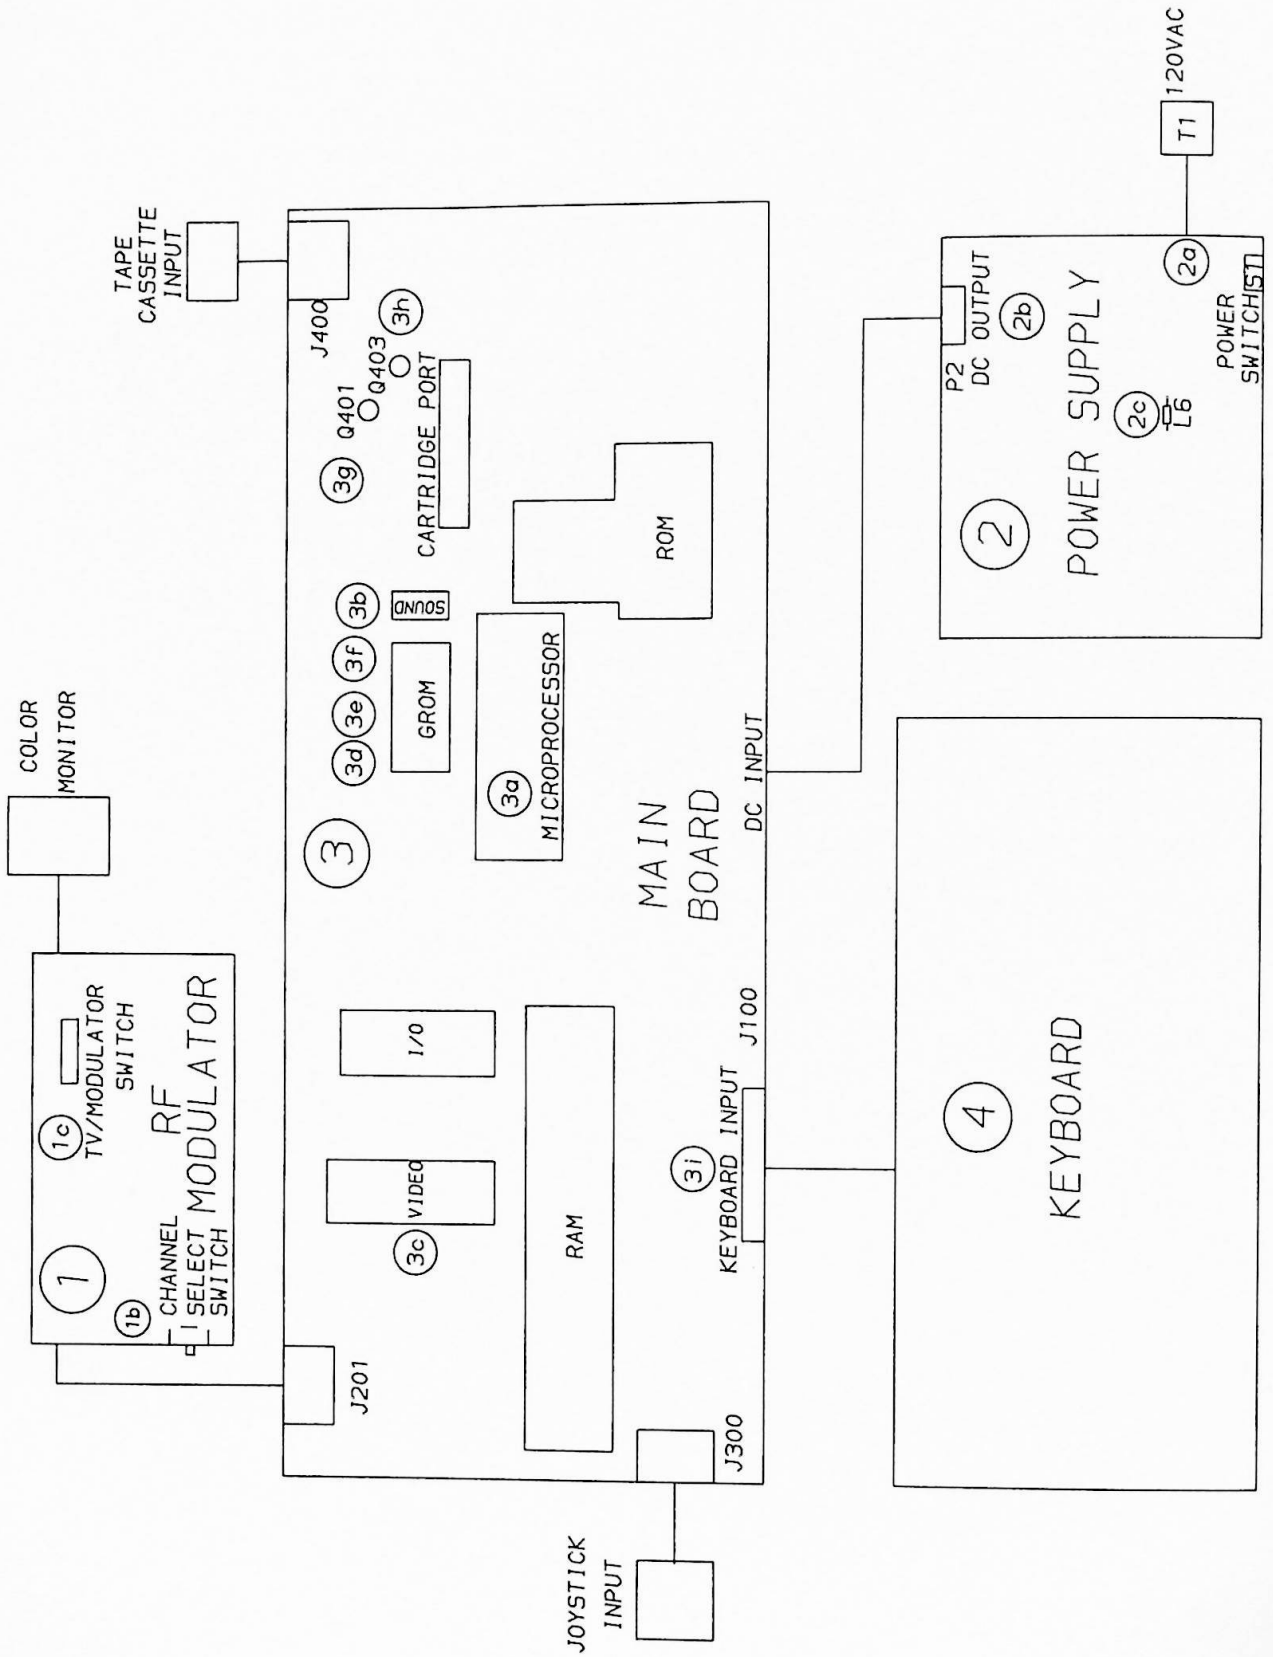 COLOR
MONITOR
TAPE
CASSETTE
INPUT
1
1b
1c
TV/MODULATOR
SWITCH
CHANNEL
SELECT
SWITCH
RF
MODULATOR
J201
J400
3
3d
3e
3f
3b
3g
3h
Q401
Q403
I/O
VIDEO
3c
GROM
SOUND
CARTRIDGE PORT
3a
MICROPROCESSOR
ROM
RAM
MAIN
BOARD
3i
KEYBOARD INPUT
J100
DC INPUT
J300
JOYSTICK
INPUT
4
KEYBOARD
P2
DC OUTPUT
2b
2
POWER SUPPLY
2c
L6
2a
POWER
SWITCH
S1
T1
120VAC